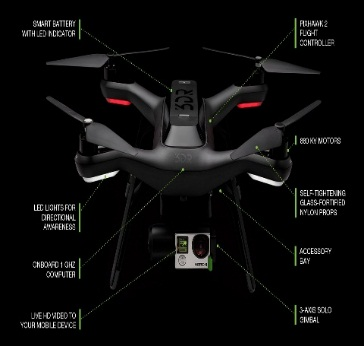 SMART BATTERY
WITH LED INDICATOR
PIXHAWK 2
FLIGHT
CONTROLLER
3DR
880 KV MOTORS
3DR
SELF-TIGHTENING
GLASS-FORTIFIED
NYLON PROPS
LED LIGHTS FOR
DIRECTIONAL
AWARENESS
ACCESSORY
BAY
ONBOARD 1 GHZ
COMPUTER
3-AXIS SOLO
GIMBAL
LIVE HD VIDEO TO
YOUR MOBILE DEVICE